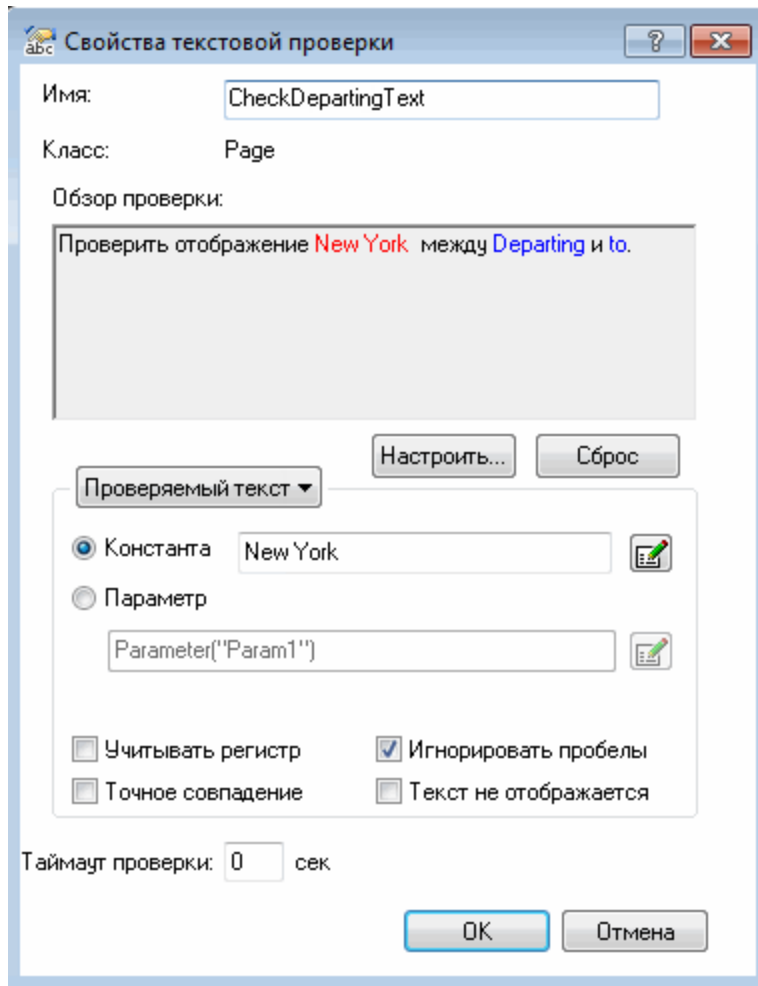 abc Свойства текстовой проверки ?
Имя: CheckDepartingText
Класс: Page
Обзор проверки:
Проверить отображение New York между Departing и to.
Настроить... Сброс
Проверяемый текст
Константа New York
Параметр
Parameter("Param1")
Учитывать регистр Игнорировать пробелы
Точное совпадение Текст не отображается
Таймаут проверки: 0 сек
OK Отмена